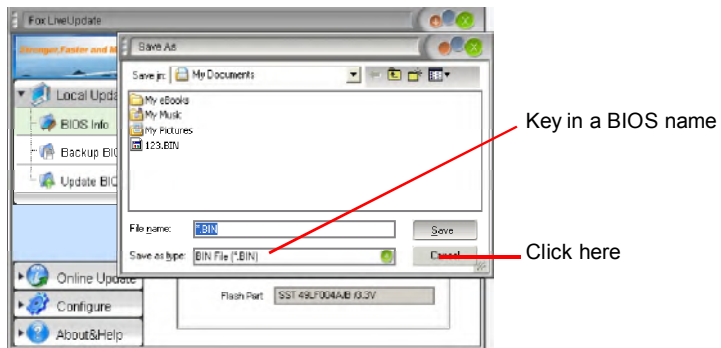 Fox LiveUpdate
Stronger, Faster and M
Save As
Save in:
My Documents
Local Upda
BIOS Info
Backup BIO
Update BIO
My eBooks
My Music
My Pictures
123.BIN
Key in a BIOS name
File name:
*.BIN
Save
Save as type:
BIN File (*.BIN)
Cancel
Click here
Online Update
Flash Part
SST 49LF004A/B /3.3V
Configure
About&Help